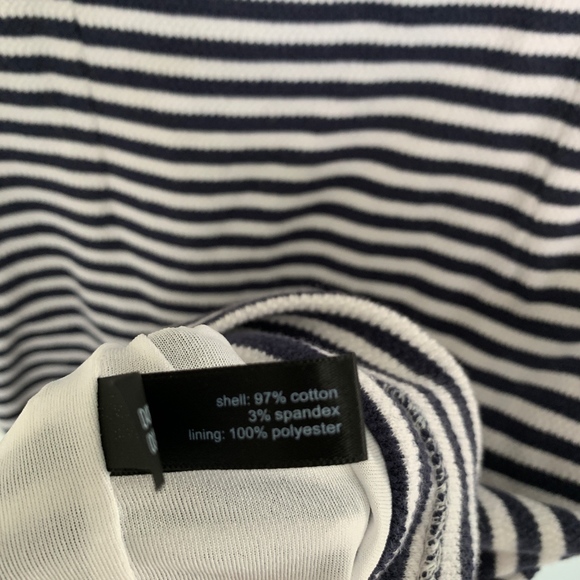 shell: 97% cotton
3% spandex
lining: 100% polyester